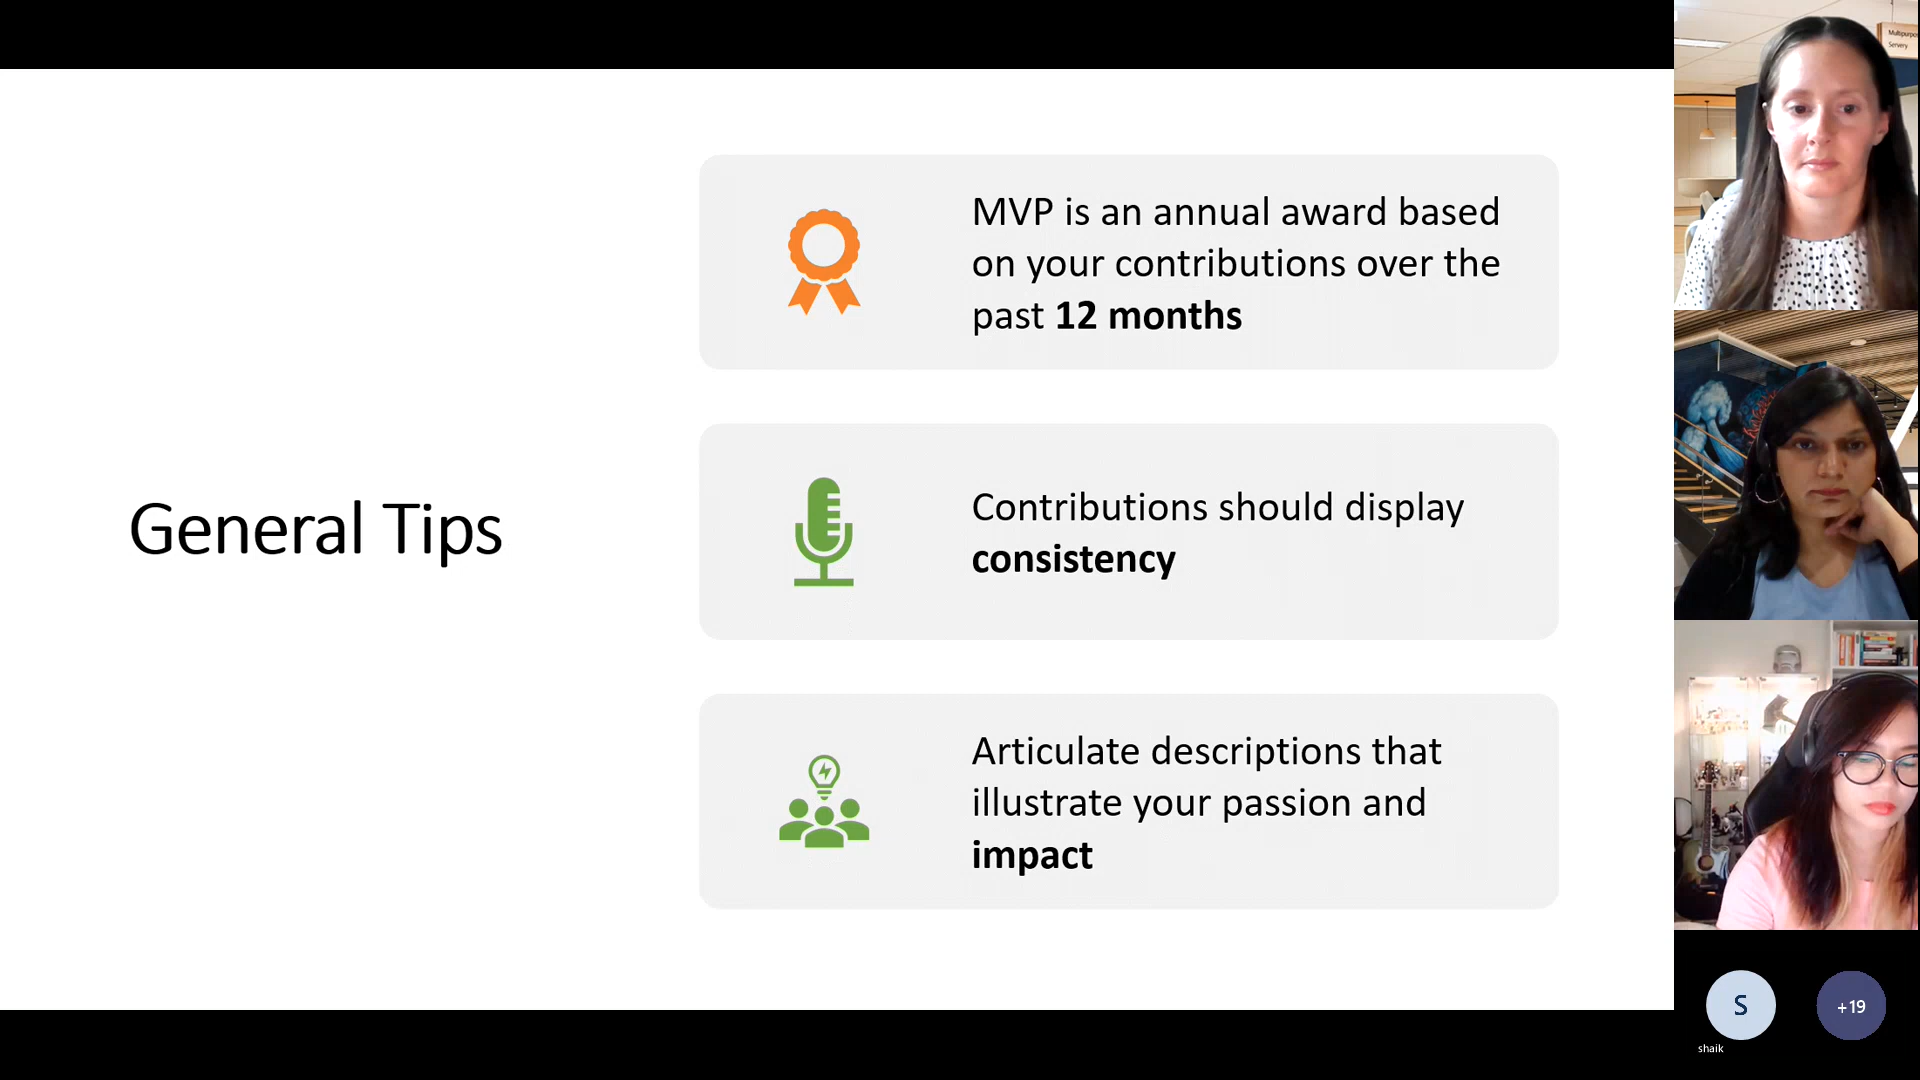 General Tips
MVP is an annual award based
on your contributions over the
past 12 months
Contributions should display
consistency
Articulate descriptions that
illustrate your passion and
impact
Servery
S
+19
shaik